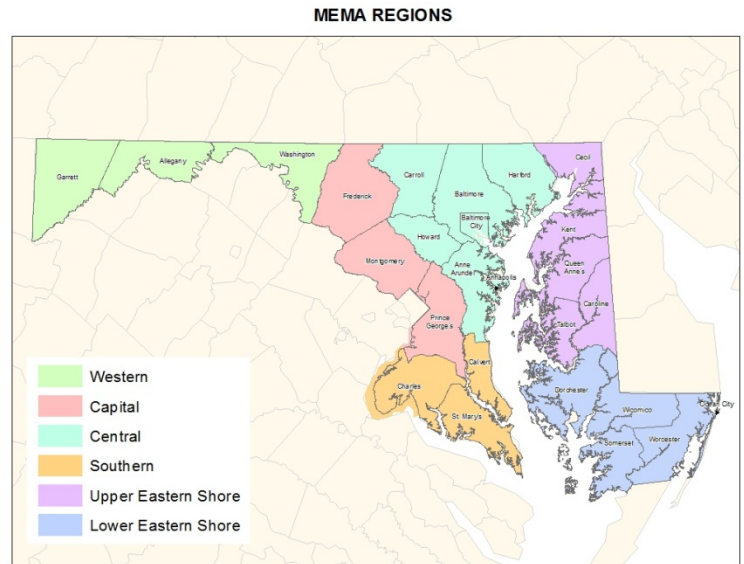 MEMA REGIONS
Garrett
Allegany
Washington
Frederick
Carroll
Baltimore
Harford
Cecil
Baltimore
City
Howard
Montgomery
Anne
Arundel
Annapolis
Kent
Queen
Anne's
Caroline
Talbot
Prince
George's
Calvert
Charles
St. Mary's
Dorchester
Wicomico
Somerset
Worcester
Ocean City
Western
Capital
Central
Southern
Upper Eastern Shore
Lower Eastern Shore